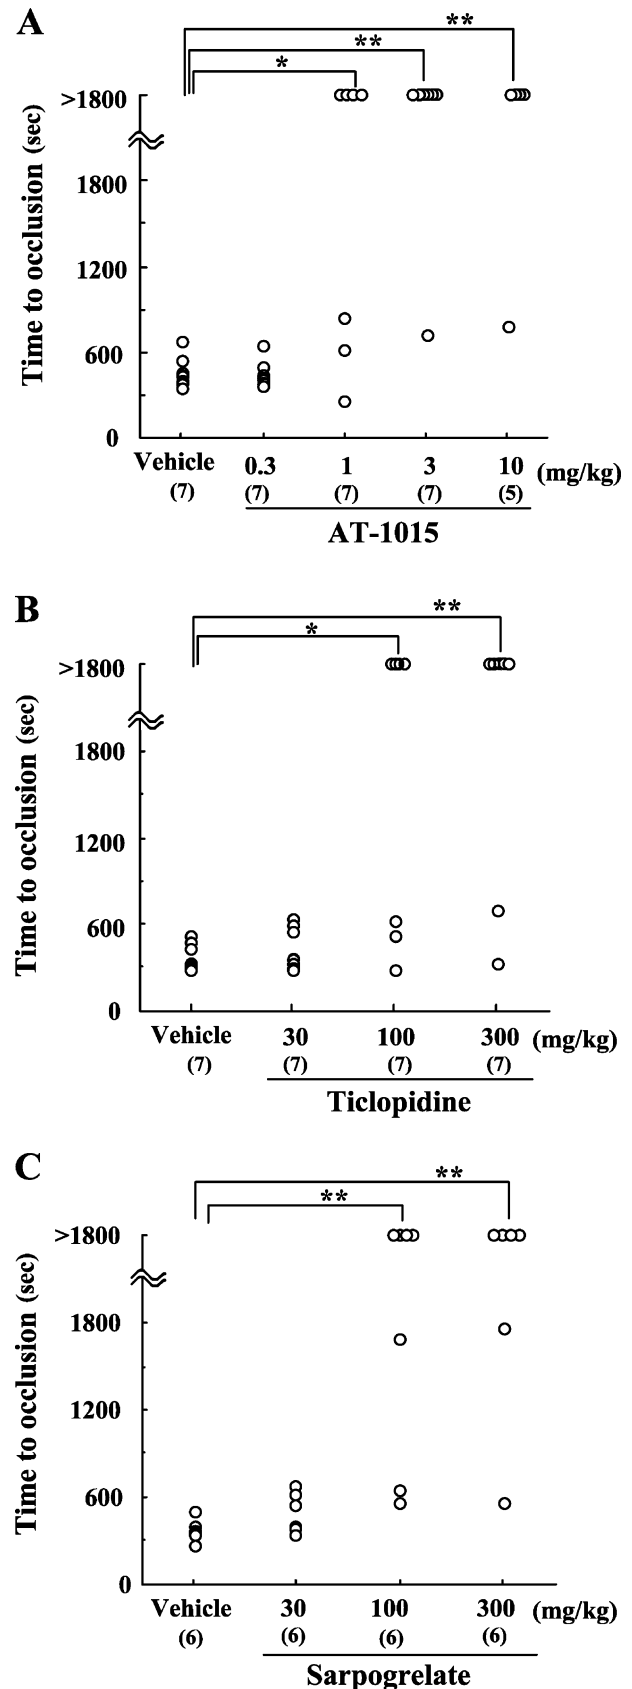 A
**
**
*
>1800
1800
1200
600
0
Time to occlusion (sec)
Vehicle 0.3 1 3 10 (mg/kg)
(7) (7) (7) (7) (5)
AT-1015
B
**
*
>1800
1800
1200
600
0
Time to occlusion (sec)
Vehicle 30 100 300 (mg/kg)
(7) (7) (7) (7)
Ticlopidine
C
**
**
>1800
1800
1200
600
0
Time to occlusion (sec)
Vehicle 30 100 300 (mg/kg)
(6) (6) (6) (6)
Sarpogrelate